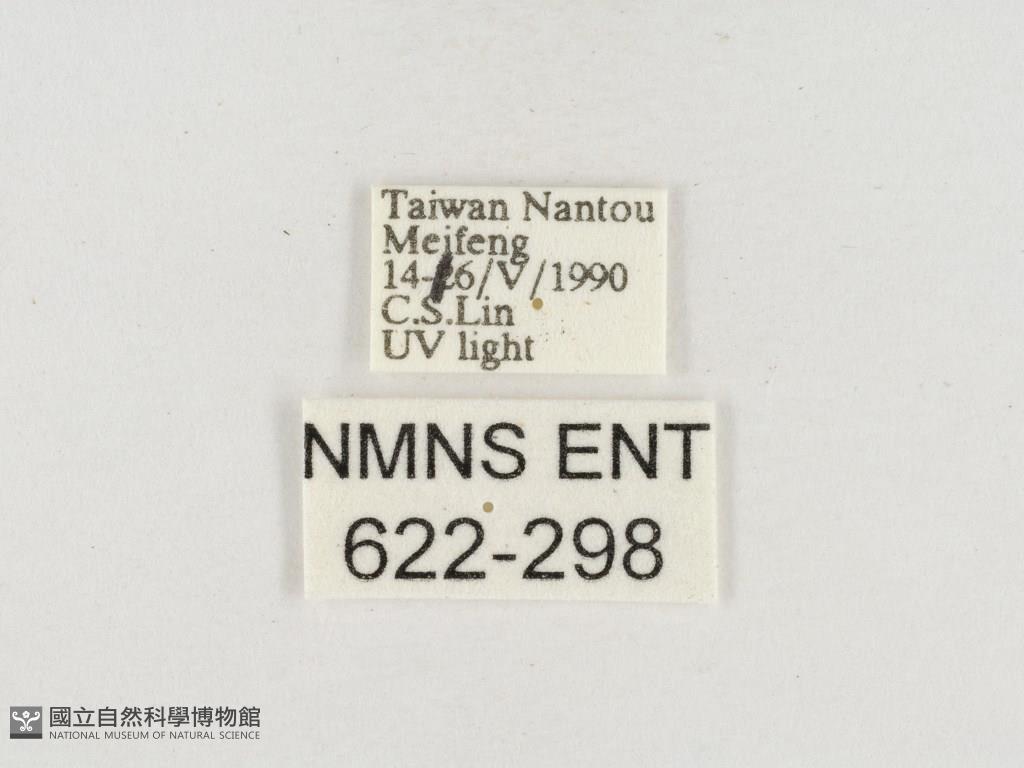 Taiwan Nantou
Meifeng
14-16/V/1990
C.S.Lin
UV light
NMNS ENT
622-298
國立自然科學博物館
NATIONAL MUSEUM OF NATURAL SCIENCE